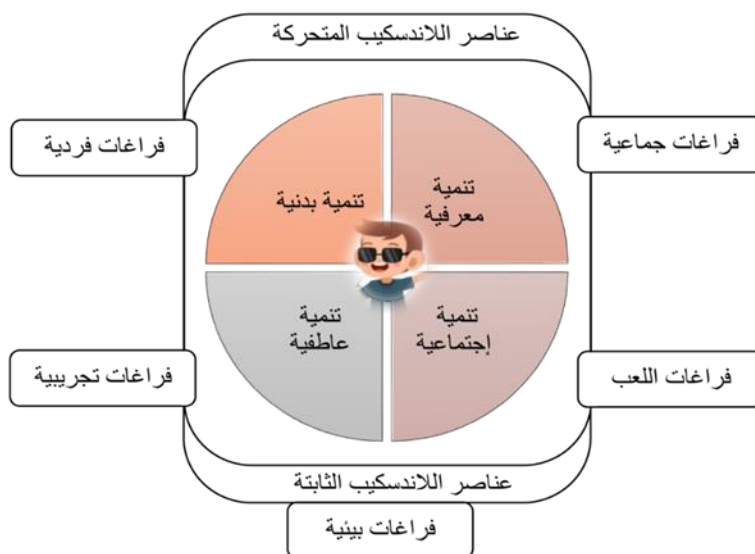 عناصر اللاندسكيب المتحركة
فراغات جماعية
فراغات فردية
تنمية
معرفية
تنمية بدنية
تنمية
إجتماعية
تنمية
عاطفية
فراغات اللعب
فراغات تجريبية
عناصر اللاندسكيب الثابتة
فراغات بيئية